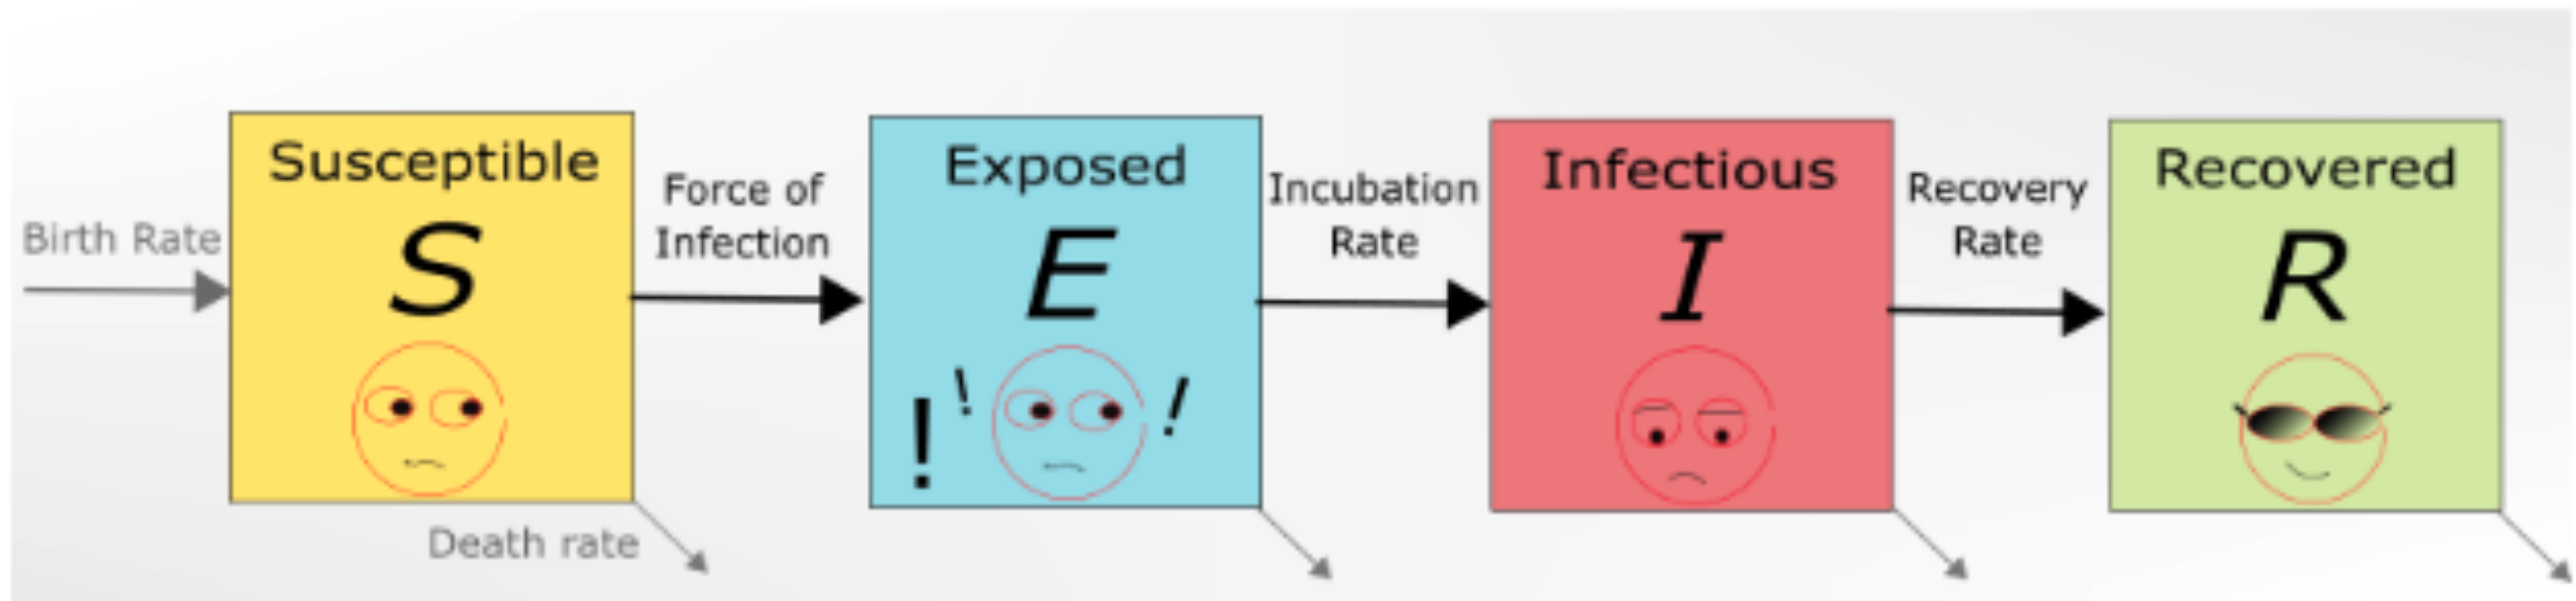 Birth Rate
Susceptible
S
Death rate
Force of
Infection
Exposed
E
! ! !
Incubation
Rate
Infectious
I
Recovery
Rate
Recovered
R